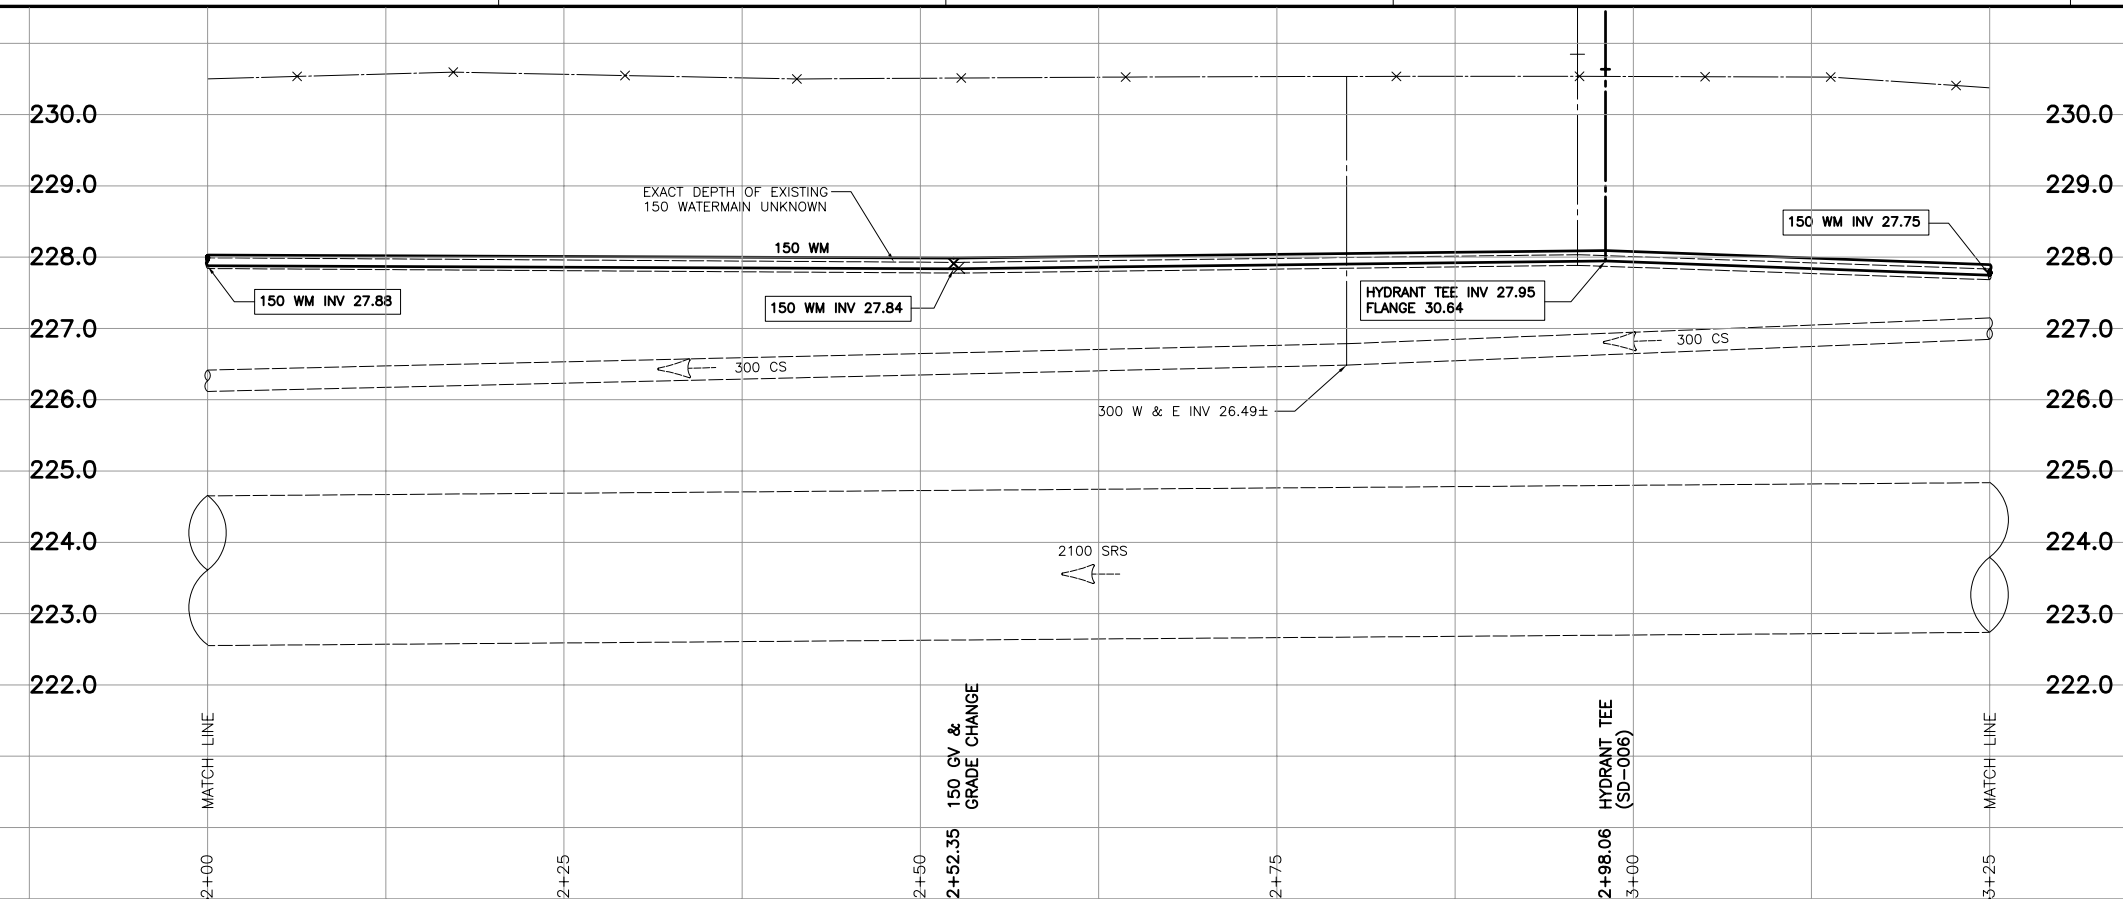 230.0
230.0
229.0
229.0
EXACT DEPTH OF EXISTING
150 WATERMAIN UNKNOWN
150 WM INV 27.75
228.0
150 WM
228.0
150 WM INV 27.88
150 WM INV 27.84
HYDRANT TEE INV 27.95
FLANGE 30.64
227.0
227.0
300 CS
300 CS
226.0
226.0
300 W & E INV 26.49±
225.0
225.0
224.0
224.0
2100 SRS
223.0
223.0
222.0
222.0
MATCH LINE
150 GV &
GRADE CHANGE
HYDRANT TEE
(SD-006)
MATCH LINE
2+00
2+25
2+50
2+52.35
2+75
2+98.06
3+00
3+25